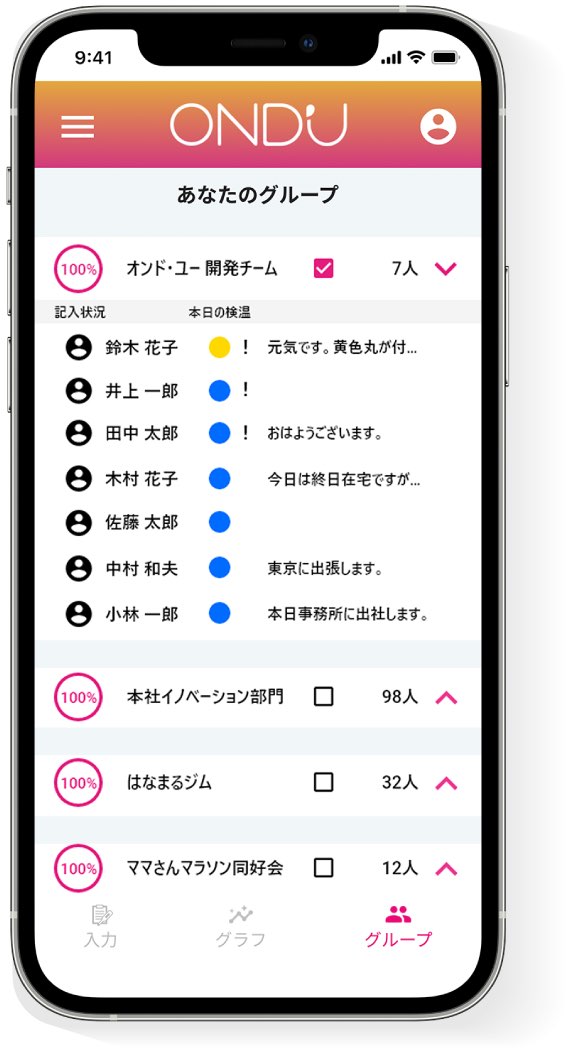 9:41
ONDU
あなたのグループ
100% オンド・ユー 開発チーム 7人
記入状況 本日の検温
鈴木 花子 ! 元気です。黄色丸が付...
井上 一郎 !
田中 太郎 ! おはようございます。
木村 花子 今日は終日在宅ですが...
佐藤 太郎
中村 和夫 東京に出張します。
小林 一郎 本日事務所に出社します。
100% 本社イノベーション部門 98人
100% はなまるジム 32人
100% ママさんマラソン同好会 12人
入力 グラフ グループ